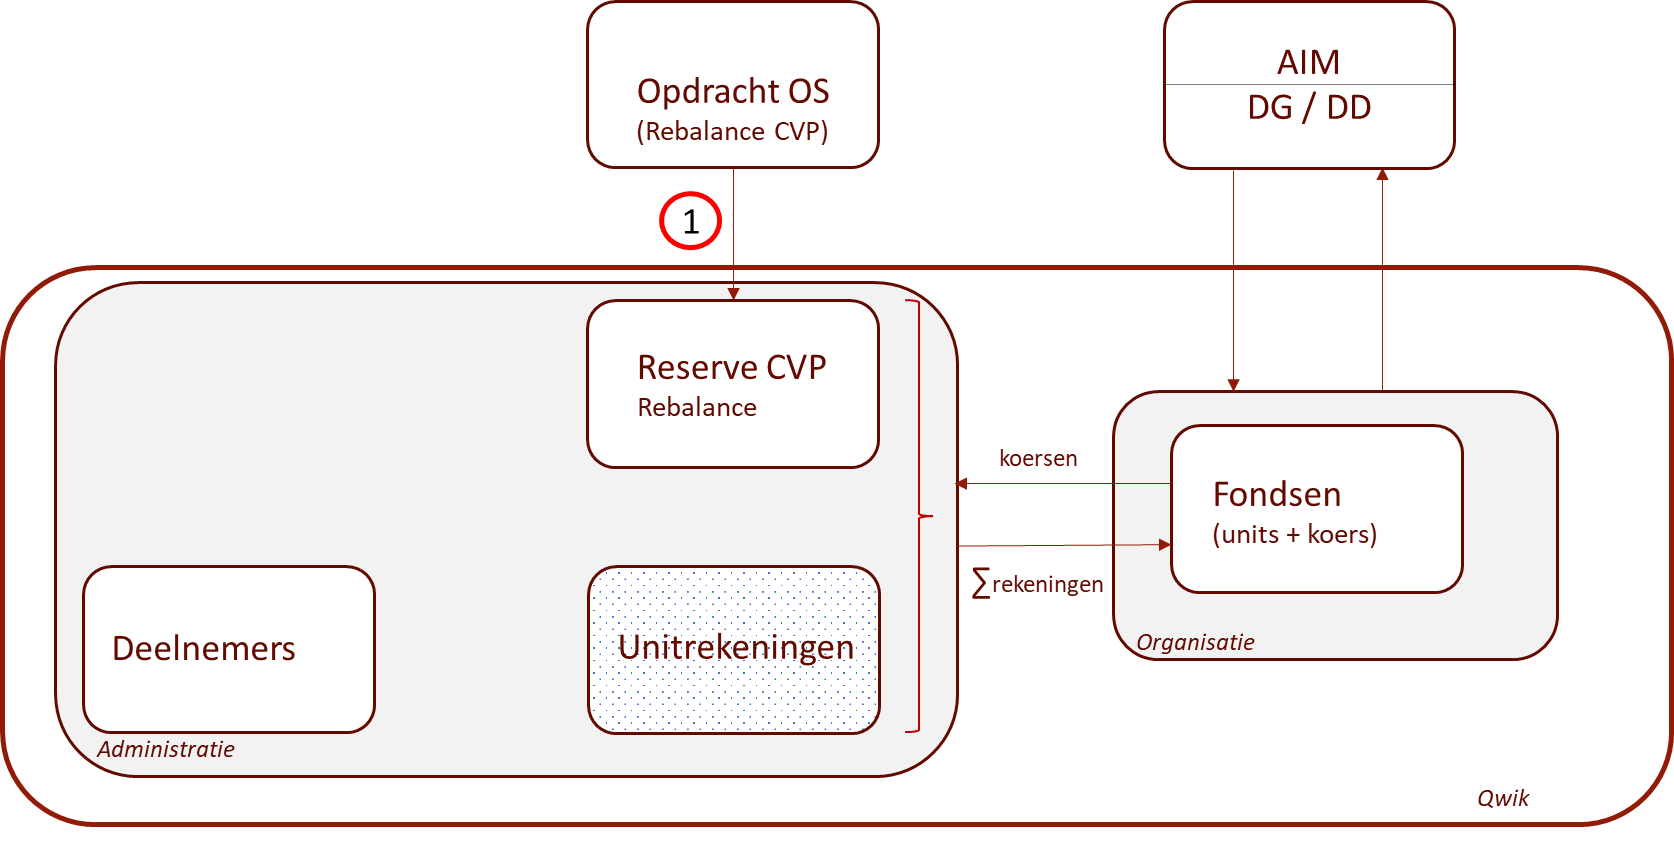 Opdracht OS
(Rebalance CVP)
AIM
DG / DD
1
Reserve CVP
Rebalance
koersen
Fondsen
(units + koers)
∑rekeningen
Organisatie
Deelnemers
Unitrekeningen
Administratie
Qwik